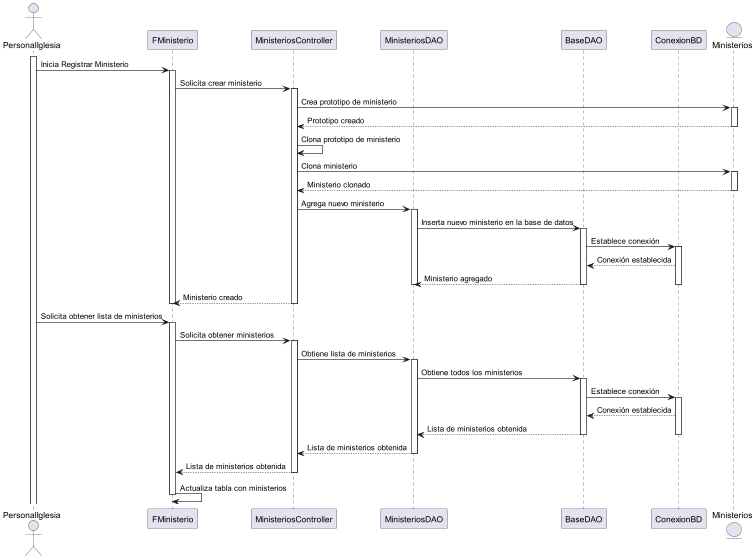 PersonalIglesia
FMinisterio
MinisteriosController
MinisteriosDAO
BaseDAO
ConexionBD
Ministerios
Inicia Registrar Ministerio
Solicita crear ministerio
Crea prototipo de ministerio
Prototipo creado
Clona prototipo de ministerio
Clona ministerio
Ministerio clonado
Agrega nuevo ministerio
Inserta nuevo ministerio en la base de datos
Establece conexión
Conexión establecida
Ministerio agregado
Ministerio creado
Solicita obtener lista de ministerios
Solicita obtener ministerios
Obtiene lista de ministerios
Obtiene todos los ministerios
Establece conexión
Conexión establecida
Lista de ministerios obtenida
Lista de ministerios obtenida
Lista de ministerios obtenida
Actualiza tabla con ministerios
PersonalIglesia
FMinisterio
MinisteriosController
MinisteriosDAO
BaseDAO
ConexionBD
Ministerios